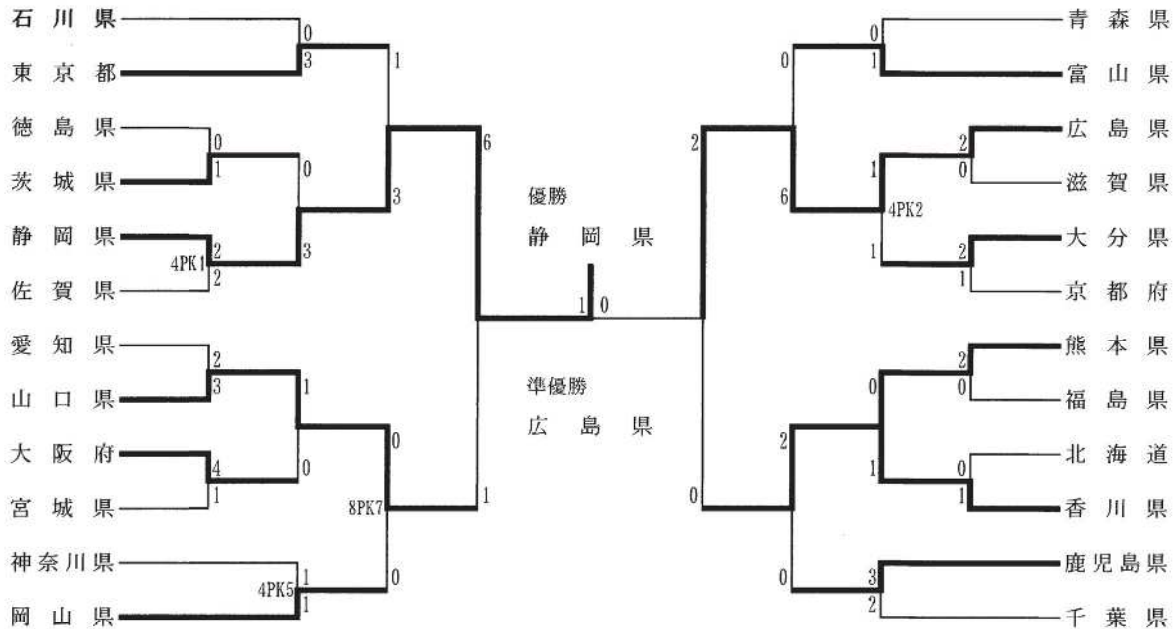 石川県
0
東京都
3
1
徳島県
0
茨城県
1
0
静岡県
2
4PK1
佐賀県
2
3
3
6
愛知県
2
山口県
3
1
大阪府
4
宮城県
1
0
0
8PK7
神奈川県
1
4PK5
岡山県
1
0
1
優勝
静岡県
1 0
準優勝
広島県
青森県
0
富山県
1
0
広島県
2
滋賀県
0
1
4PK2
大分県
2
京都府
1
1
6
2
熊本県
2
福島県
0
0
北海道
0
香川県
1
1
2
鹿児島県
3
千葉県
2
0
0